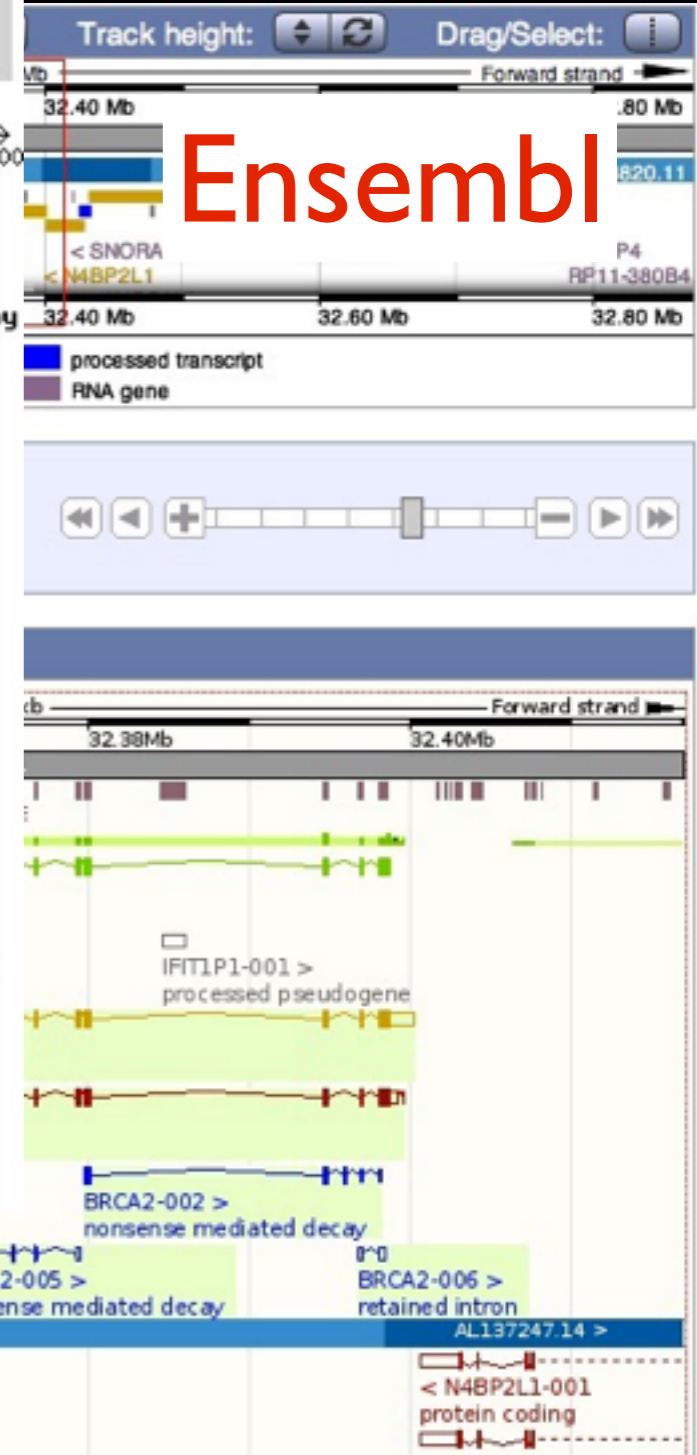 Track height: Drag/Select:
Mb Forward strand
32.40 Mb .80 Mb
Ensembl
820.11
< SNORA P4
< N4BP2L1 RP11-380B4
32.40 Mb 32.60 Mb 32.80 Mb
processed transcript
RNA gene
Forward strand
32.38Mb 32.40Mb
IFIT1P1-001 >
processed pseudogene
BRCA2-002 >
nonsense mediated decay
2-005 > BRCA2-006 >
ense mediated decay retained intron
AL137247.14 >
< N4BP2L1-001
protein coding